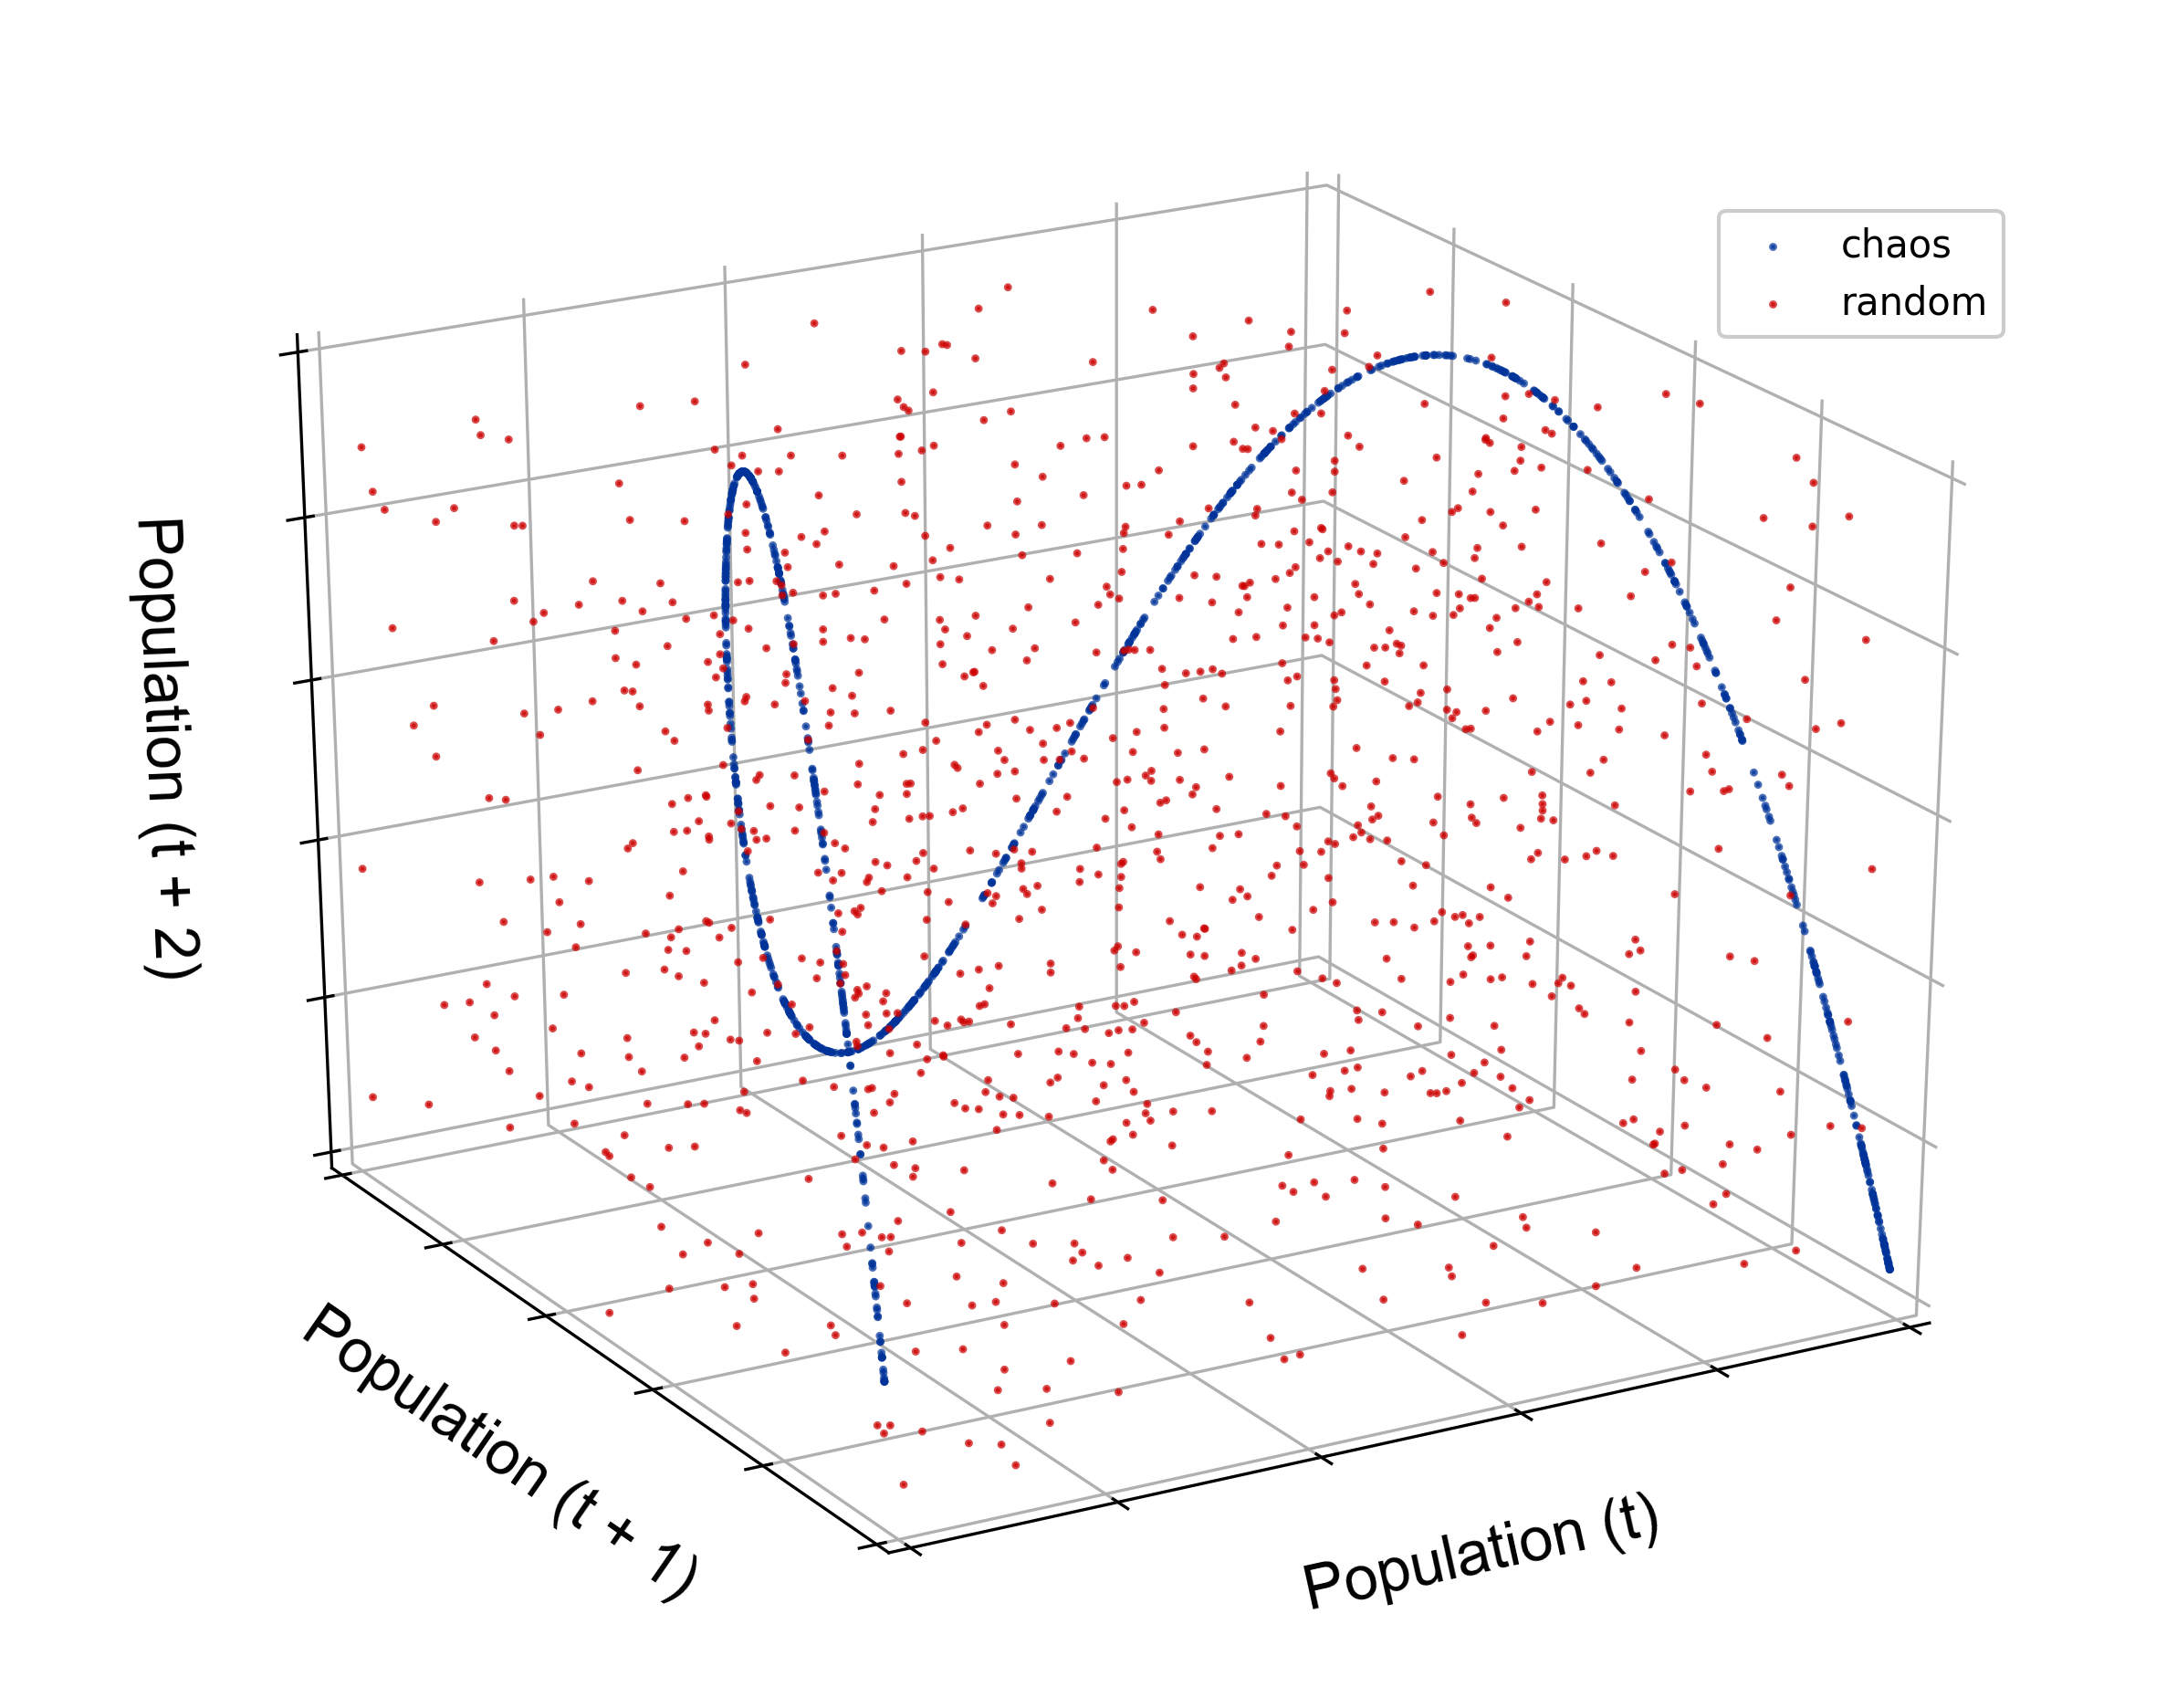 chaos
random
Population (t + 2)
Population (t + 1)
Population (t)